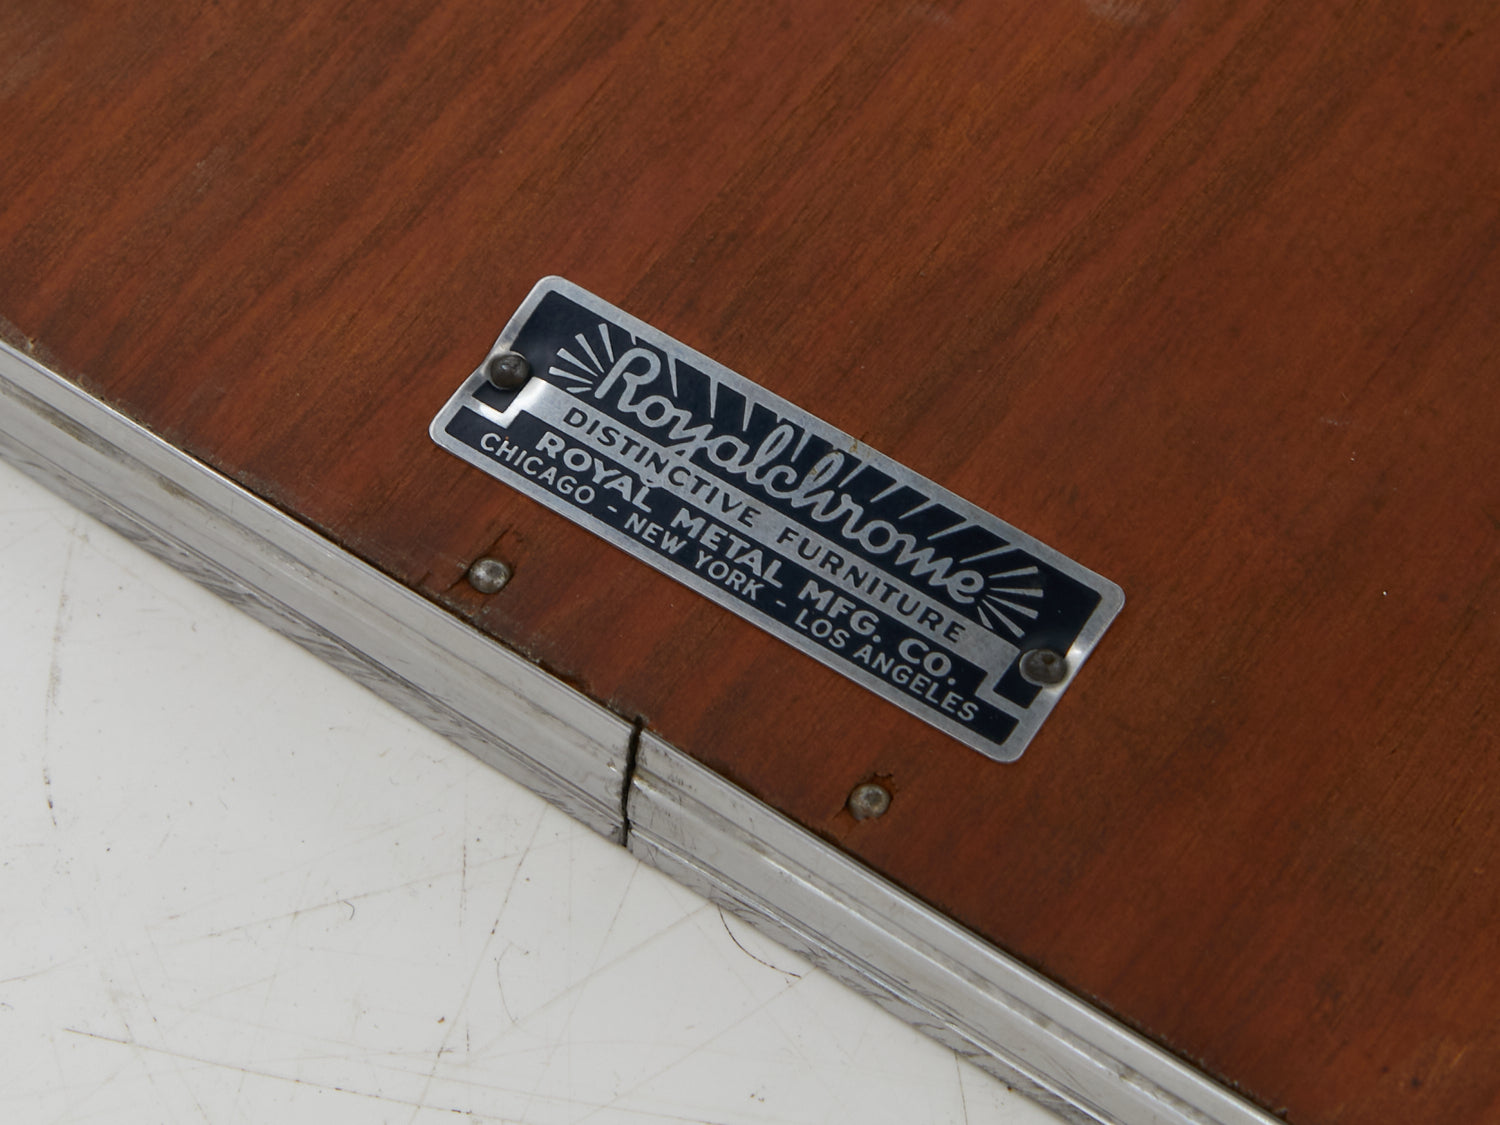 Royalchrome
DISTINCTIVE FURNITURE
ROYAL METAL MFG. CO.
CHICAGO - NEW YORK - LOS ANGELES